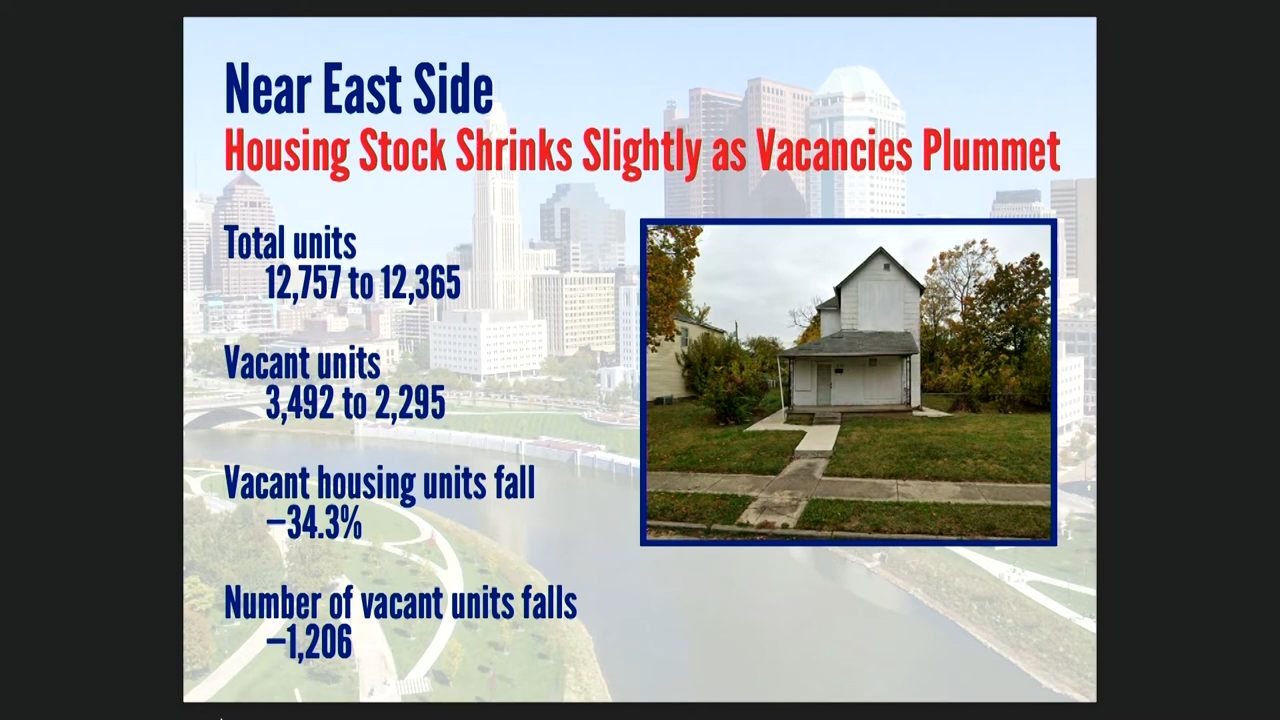 Near East Side
Housing Stock Shrinks Slightly as Vacancies Plummet
Total units
12,757 to 12,365
Vacant units
3,492 to 2,295
Vacant housing units fall
–34.3%
Number of vacant units falls
–1,206